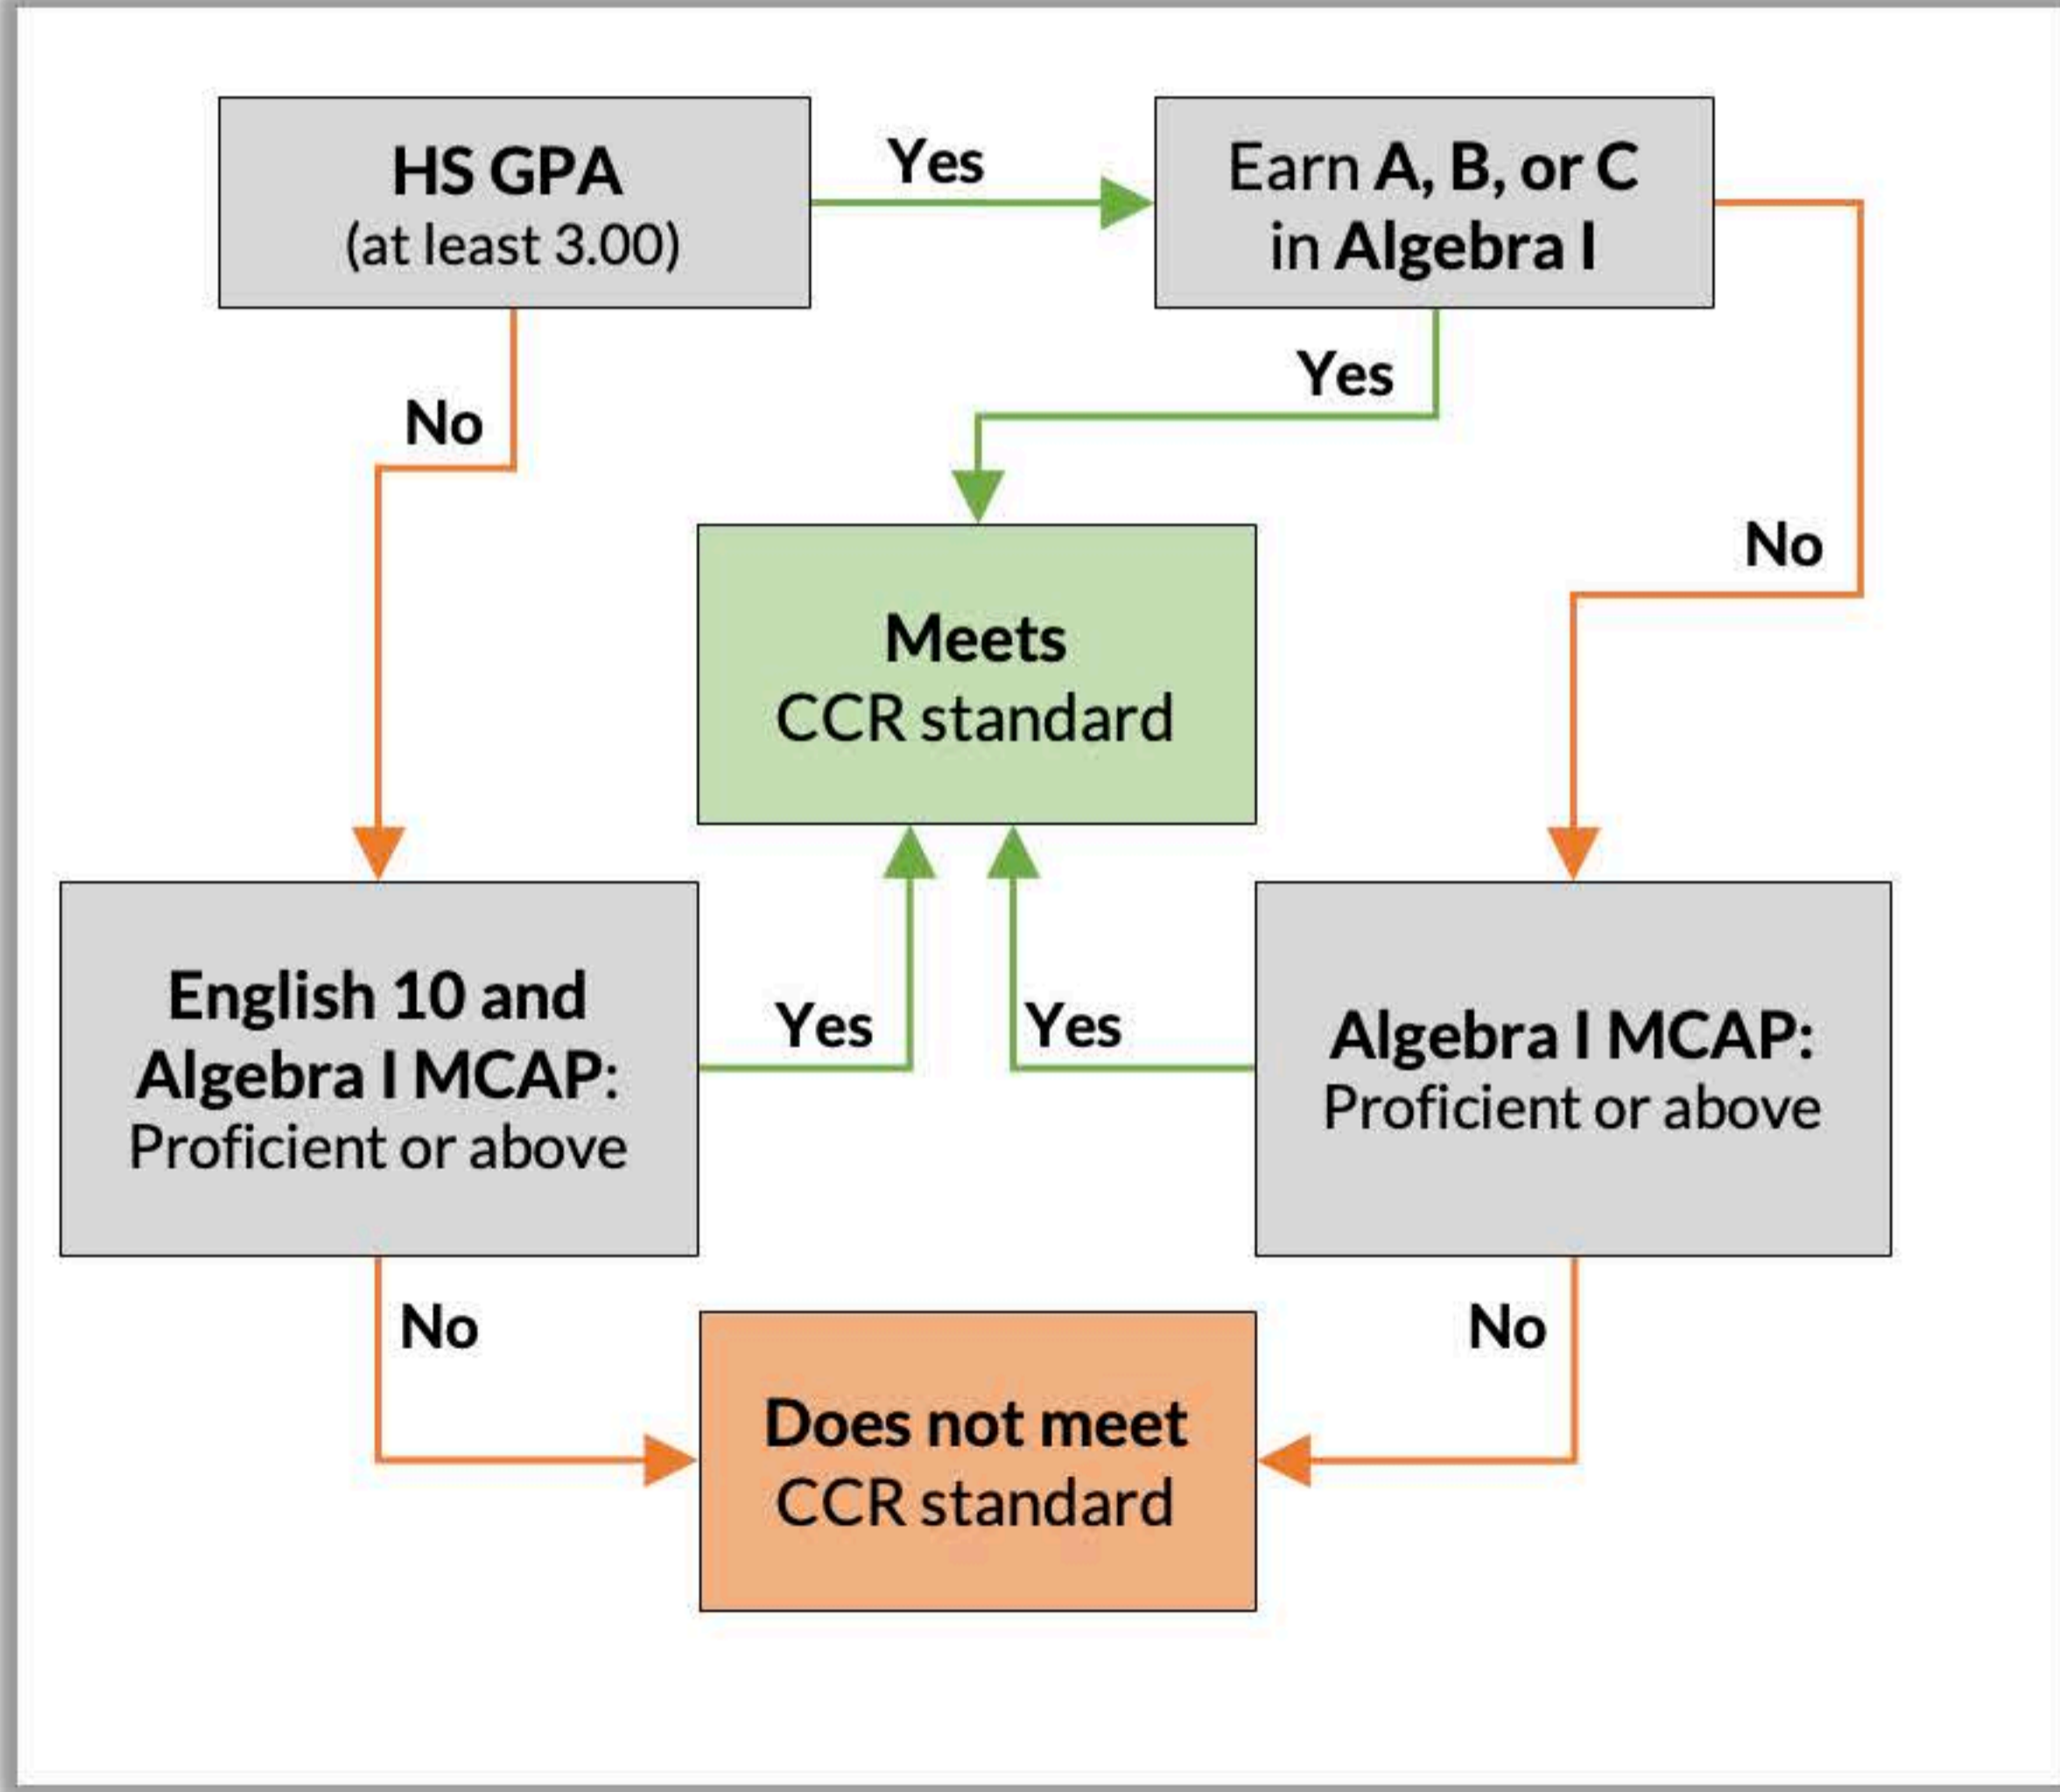 HS GPA
(at least 3.00)
Yes
Earn A, B, or C
in Algebra I
Yes
No
No
Meets
CCR standard
English 10 and
Algebra I MCAP:
Proficient or above
Yes
Yes
Algebra I MCAP:
Proficient or above
No
No
Does not meet
CCR standard